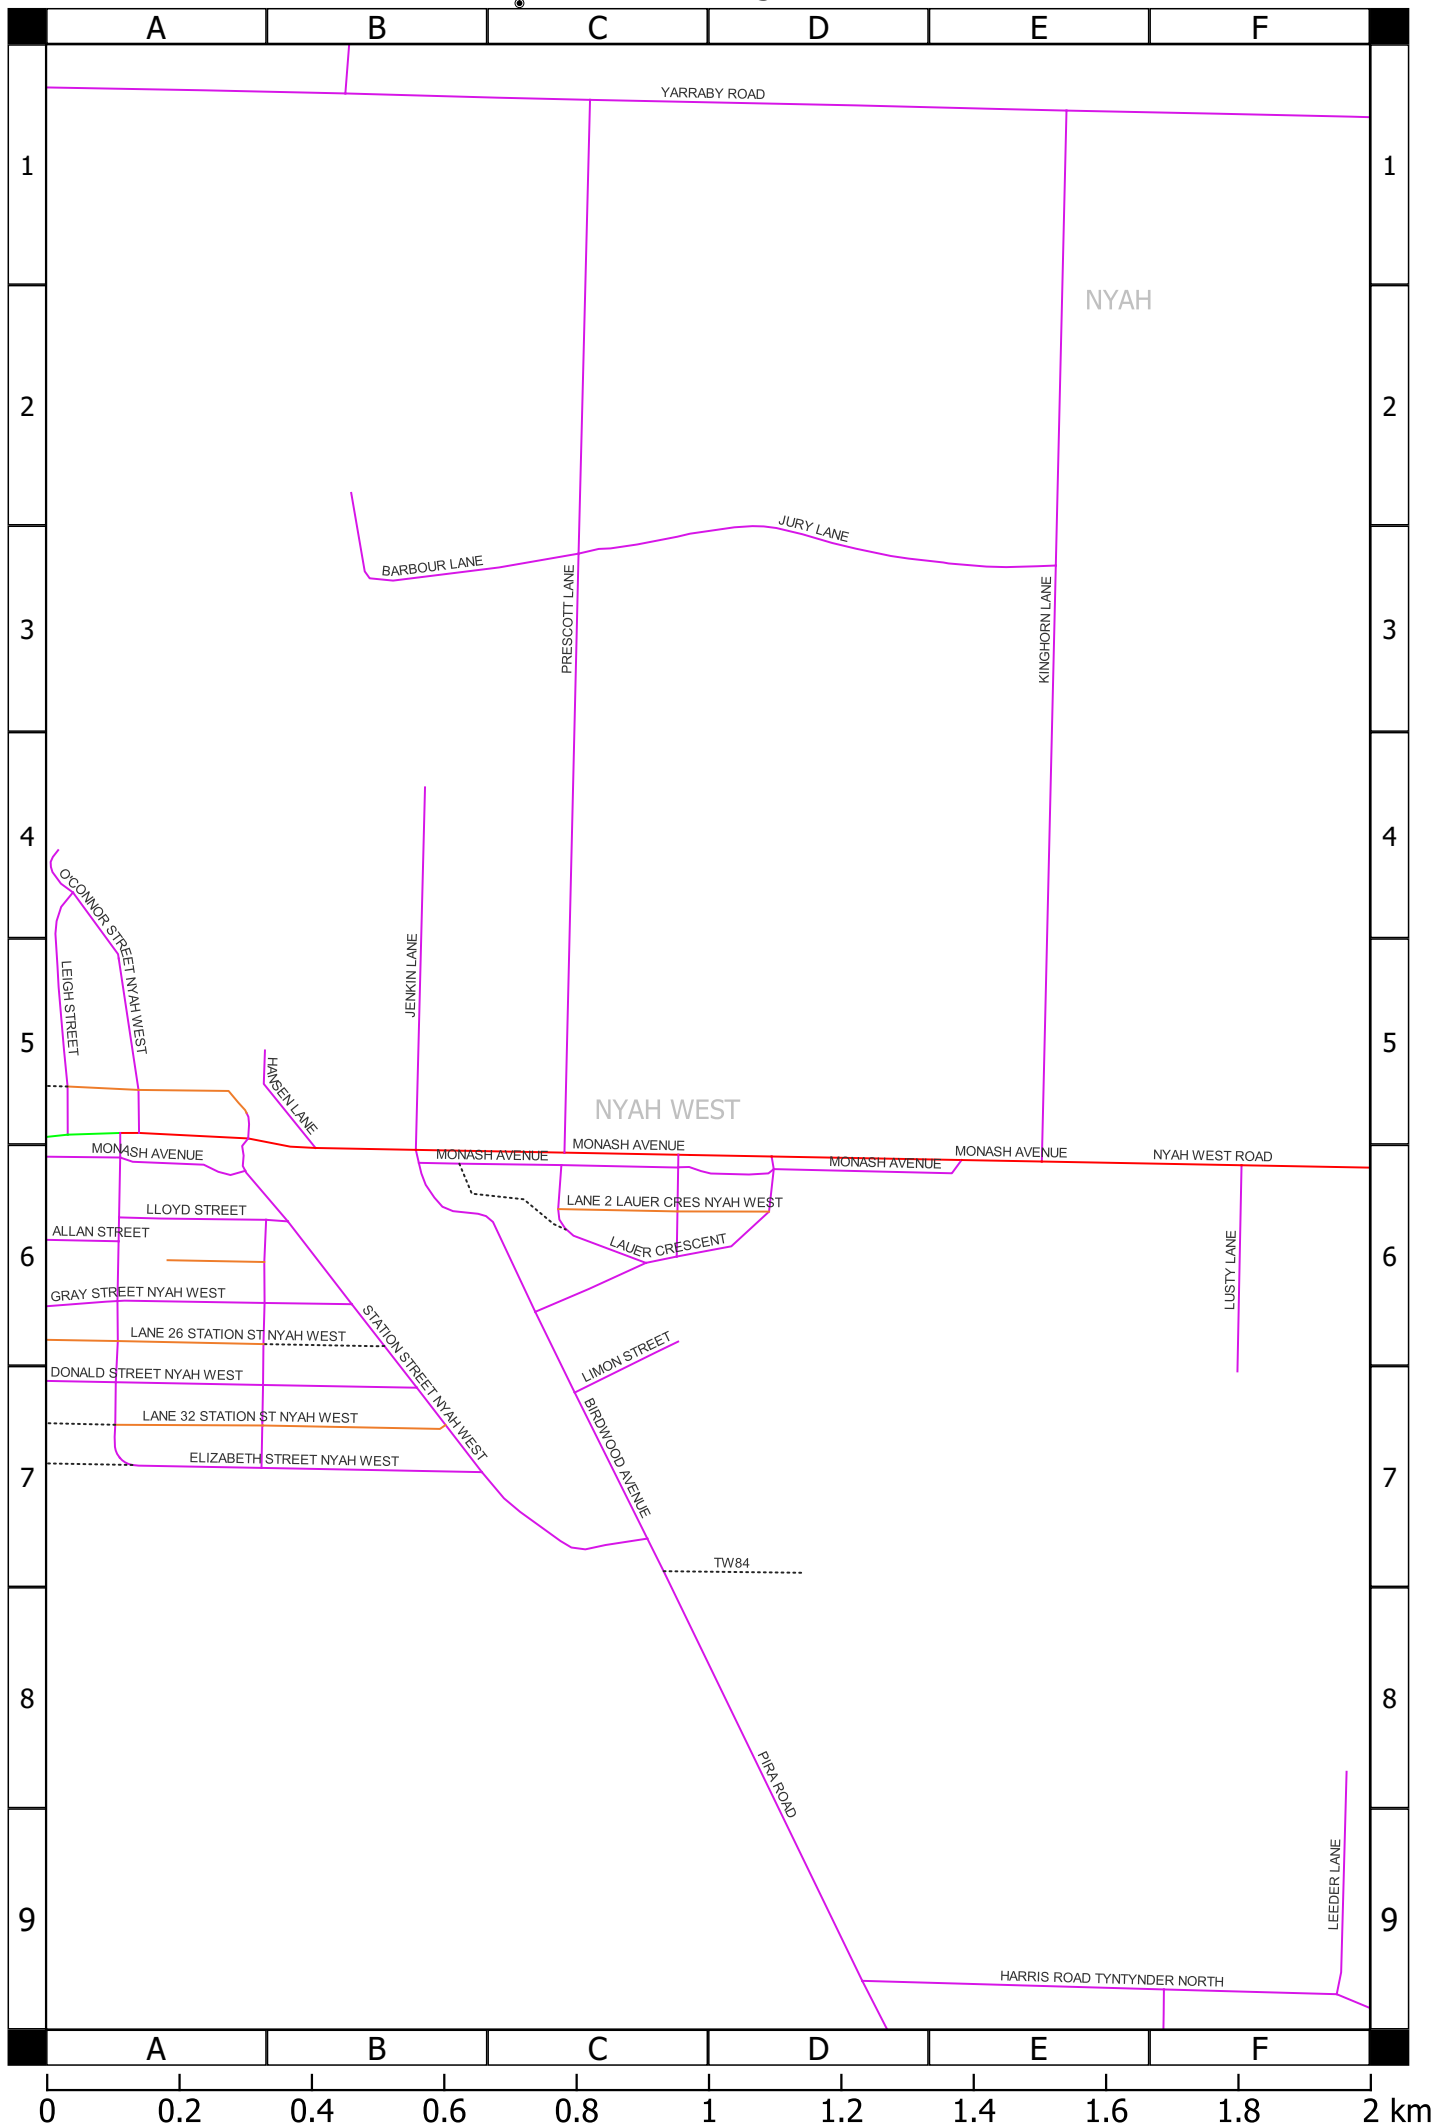 A B C D E F
YARRABY ROAD
1 1
NYAH
2 2
JURY LANE
BARBOUR LANE
PRESCOTT LANE
KINGHORN LANE
3 3
4 4
O'CONNOR STREET NYAH WEST
LEIGH STREET
JENKIN LANE
5 5
HANSEN LANE
NYAH WEST
MONASH AVENUE
MONASH AVENUE
MONASH AVENUE
MONASH AVENUE
MONASH AVENUE
NYAH WEST ROAD
LANE 2 LAUER CRES NYAH WEST
LLOYD STREET
ALLAN STREET
LAUER CRESCENT
LUSTY LANE
6 6
GRAY STREET NYAH WEST
LANE 26 STATION ST NYAH WEST
STATION STREET NYAH WEST
LIMON STREET
DONALD STREET NYAH WEST
LANE 32 STATION ST NYAH WEST
BIRDWOOD AVENUE
ELIZABETH STREET NYAH WEST
7 7
TW84
8 8
PIRA ROAD
LEEDER LANE
9 9
HARRIS ROAD TYNTYNDER NORTH
A B C D E F
0 0.2 0.4 0.6 0.8 1 1.2 1.4 1.6 1.8 2 km